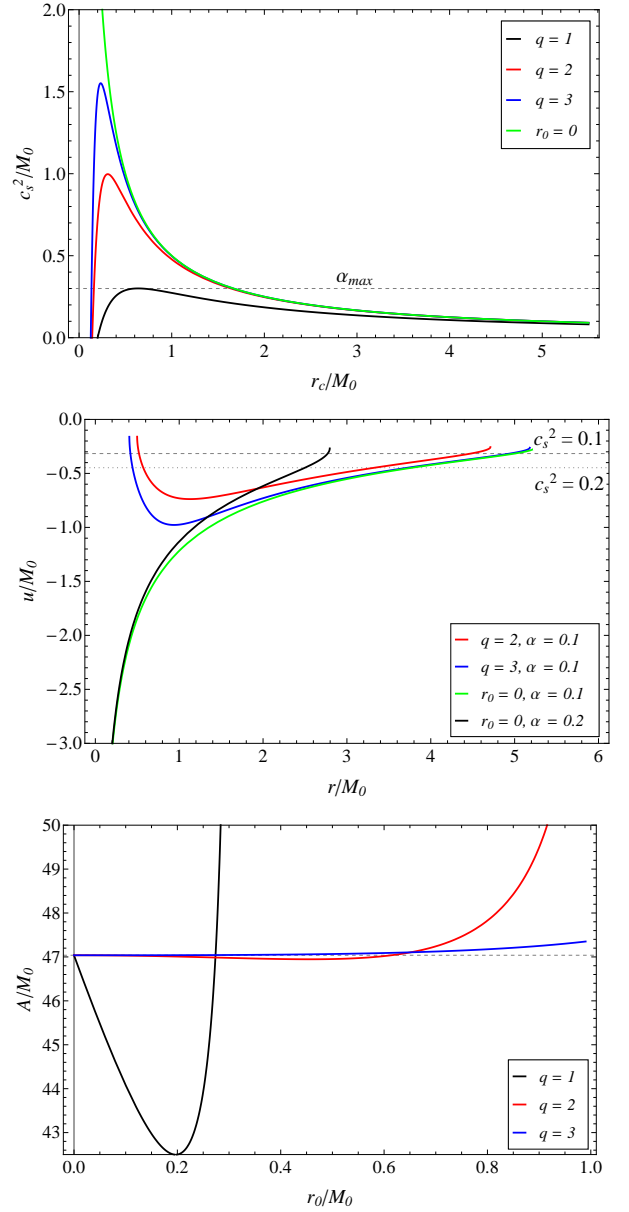 2.0
1.5
1.0
0.5
0.0
c_s^2/M_0
q = 1
q = 2
q = 3
r_0 = 0
α_max
0 1 2 3 4 5
r_c/M_0
0.0
-0.5
-1.0
-1.5
-2.0
-2.5
-3.0
u/M_0
c_s^2 = 0.1
c_s^2 = 0.2
q = 2, α = 0.1
q = 3, α = 0.1
r_0 = 0, α = 0.1
r_0 = 0, α = 0.2
0 1 2 3 4 5 6
r/M_0
50
49
48
47
46
45
44
43
A/M_0
q = 1
q = 2
q = 3
0.0 0.2 0.4 0.6 0.8 1.0
r_0/M_0